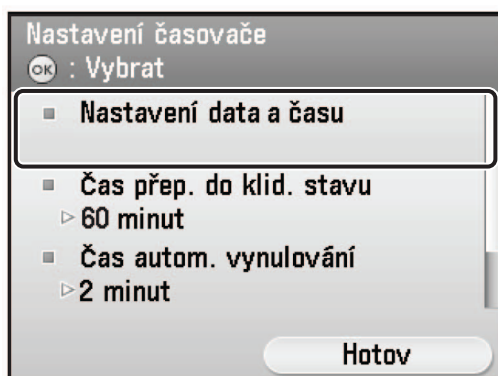 Nastavení časovače
OK : Vybrat
Nastavení data a času
Čas přep. do klid. stavu
60 minut
Čas autom. vynulování
2 minut
Hotov